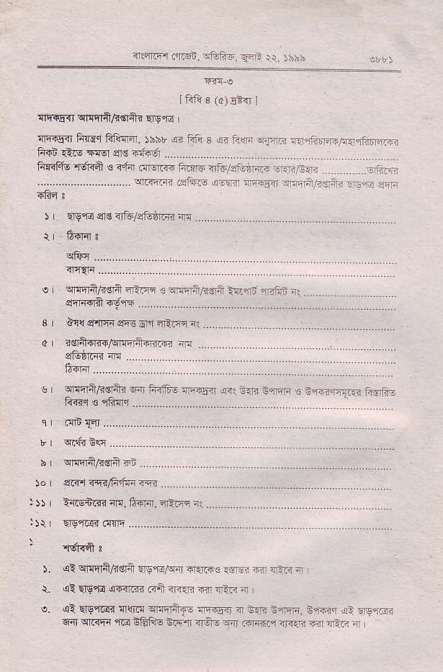 বাংলাদেশ গেজেট, অতিরিক্ত, জুলাই ২২, ১৯৯৯ ৩৮৮১
ফরম-৩
[ বিধি ৪ (৫) দ্রষ্টব্য ]
মাদকদ্রব্য আমদানী/রপ্তানীর ছাড়পত্র।
মাদকদ্রব্য নিয়ন্ত্রণ বিধিমালা, ১৯৯৮ এর বিধি ৪ এর বিধান অনুসারে মহাপরিচালক/মহাপরিচালকের
নিকট হইতে ক্ষমতা প্রাপ্ত কর্মকর্তা ..............................
নিম্নবর্ণিত শর্তাবলী ও বর্ণনা মোতাবেক নিম্নোক্ত ব্যক্তি/প্রতিষ্ঠানকে তাহার/উহার ..............তারিখের
.............................. আবেদনের প্রেক্ষিতে এতদ্বারা মাদকদ্রব্য আমদানী/রপ্তানীর ছাড়পত্র প্রদান
করিল ঃ
১। ছাড়পত্র প্রাপ্ত ব্যক্তি/প্রতিষ্ঠানের নাম ..............................
২। ঠিকানা ঃ
অফিস ..............................
বাসস্থান ..............................
৩। আমদানী/রপ্তানী লাইসেন্স ও আমদানী/রপ্তানী ইমপোর্ট পারমিট নং ..............................
প্রদানকারী কর্তৃপক্ষ ..............................
৪। ঔষধ প্রশাসন প্রদত্ত ড্রাগ লাইসেন্স নং ..............................
৫। রপ্তানীকারক/আমদানীকারকের নাম ..............................
প্রতিষ্ঠানের নাম ..............................
ঠিকানা ..............................
৬। আমদানী/রপ্তানীর জন্য নির্বাচিত মাদকদ্রব্য এবং উহার উপাদান ও উপকরণসমূহের বিস্তারিত
বিবরণ ও পরিমাণ ..............................
৭। মোট মূল্য ..............................
৮। অর্থের উৎস ..............................
৯। আমদানী/রপ্তানী রুট ..............................
১০। প্রবেশ বন্দর/নির্গমন বন্দর ..............................
১১। ইনডেন্টরের নাম, ঠিকানা, লাইসেন্স নং ..............................
১২। ছাড়পত্রের মেয়াদ ..............................
শর্তাবলী ঃ
১. এই আমদানী/রপ্তানী ছাড়পত্র/অন্য কাহাকেও হস্তান্তর করা যাইবে না।
২. এই ছাড়পত্র একবারের বেশী ব্যবহার করা যাইবে না।
৩. এই ছাড়পত্রের মাধ্যমে আমদানীকৃত মাদকদ্রব্য বা উহার উপাদান, উপকরণ এই ছাড়পত্রের
জন্য আবেদন পত্রে উল্লিখিত উদ্দেশ্য ব্যতীত অন্য কোনরূপে ব্যবহার করা যাইবে না।